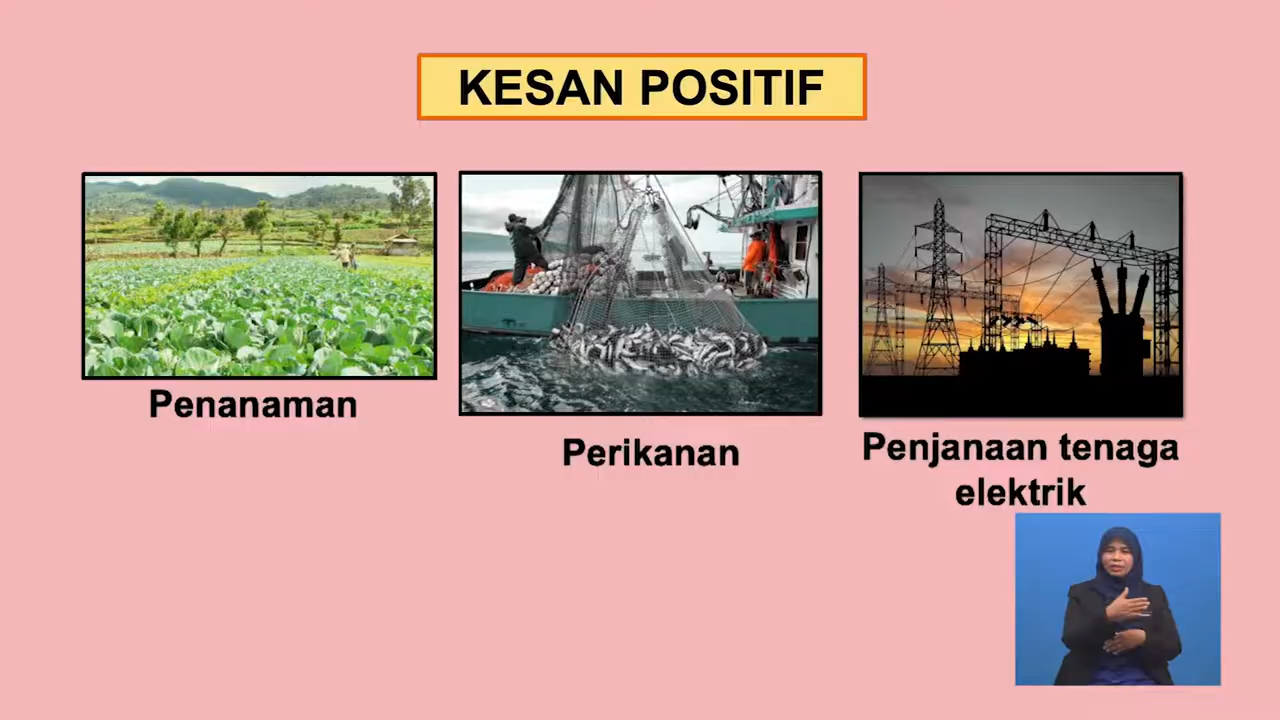 KESAN POSITIF
Penanaman
Perikanan
Penjanaan tenaga
elektrik